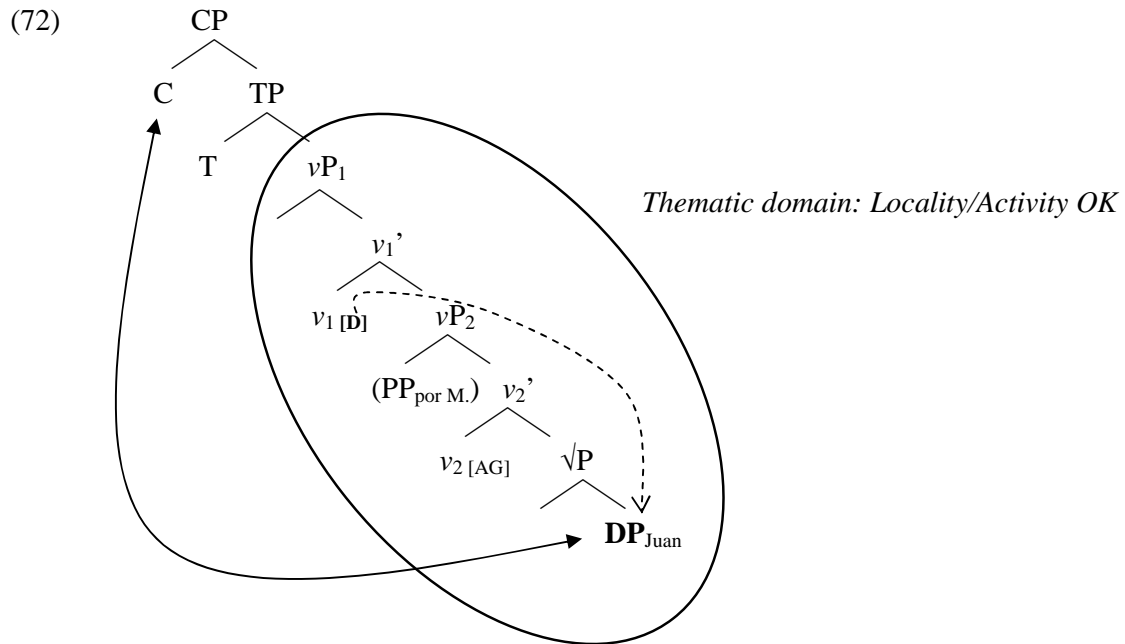 (72) CP
C TP
T vP₁
Thematic domain: Locality/Activity OK
v₁’
v₁ [D] vP₂
(PPpor M.) v₂’
v₂ [AG] √P
DPJuan